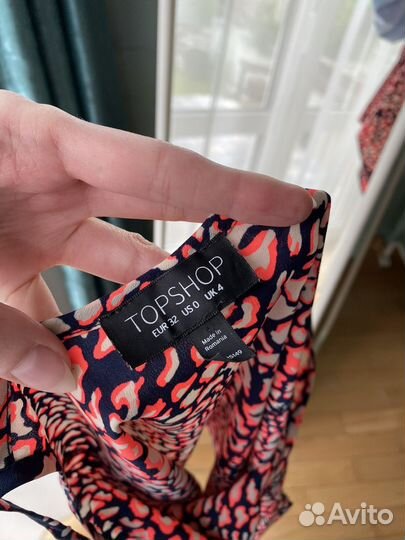 TOPSHOP
EUR 32 US 0 UK 4
Made in
Romania
Avito